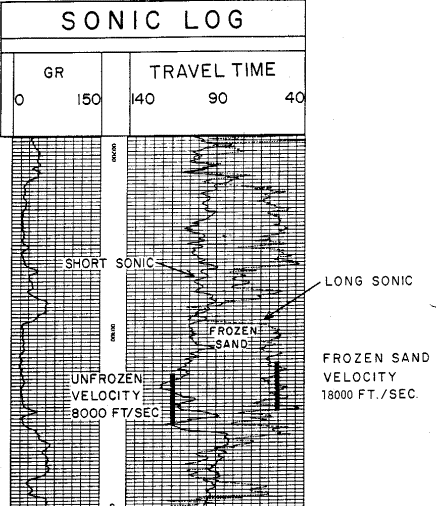 SONIC LOG
GR
TRAVEL TIME
0 150 140 90 40
SHORT SONIC
LONG SONIC
FROZEN
SAND
UNFROZEN
VELOCITY
8000 FT/SEC
FROZEN SAND
VELOCITY
18000 FT./SEC.